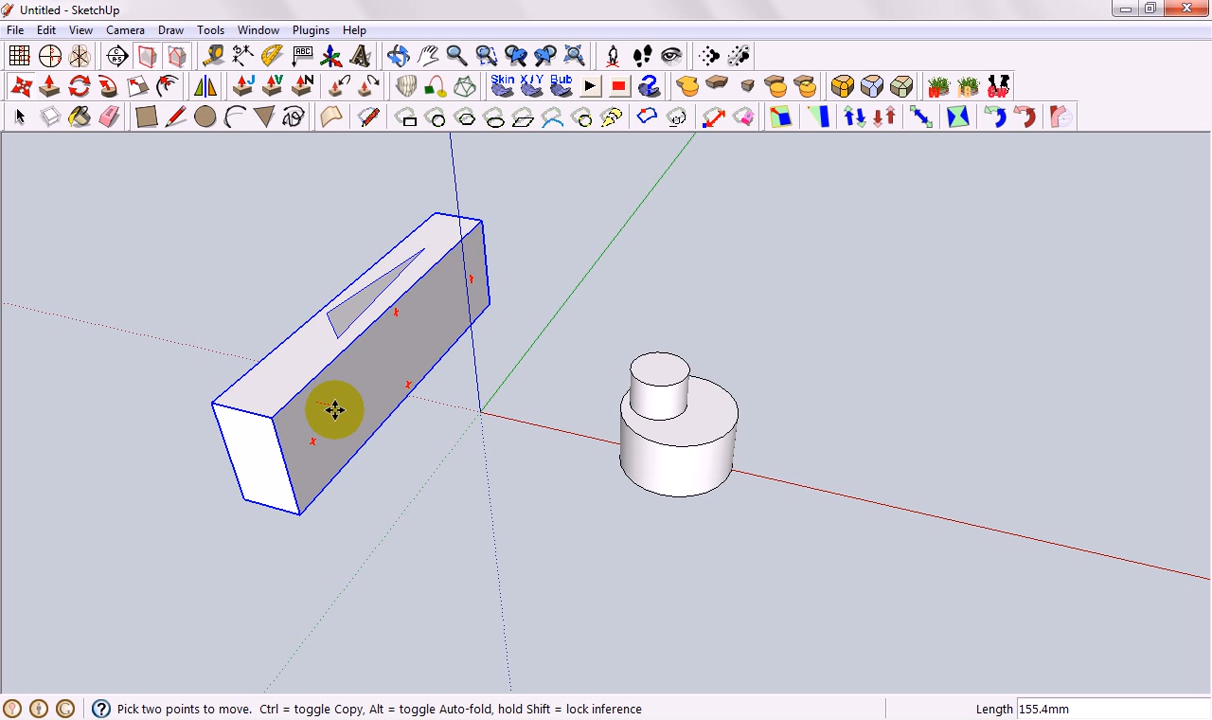 Untitled - SketchUp
File Edit View Camera Draw Tools Window Plugins Help
ABC A
J V N Skin X/Y Bub
Pick two points to move. Ctrl = toggle Copy, Alt = toggle Auto-fold, hold Shift = lock inference Length 155.4mm